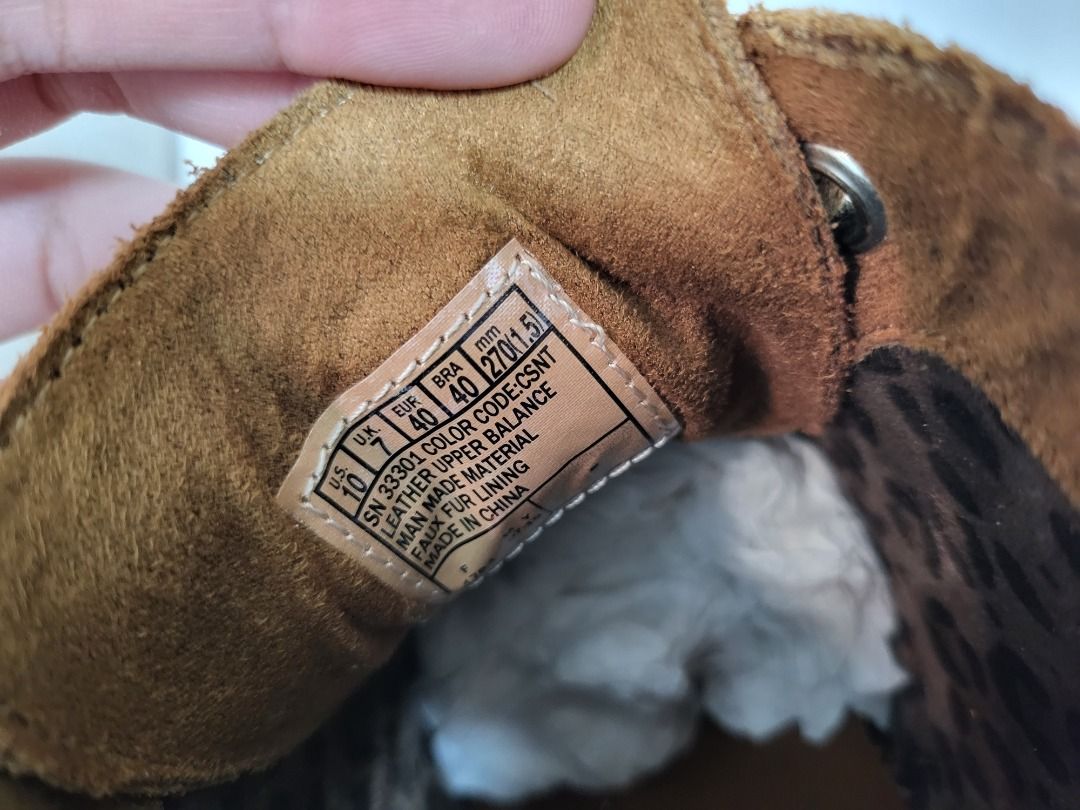 U.S. U.K. EUR BRA mm
10 7 40 40 270(1.5)
SN 33301 COLOR CODE:CSNT
LEATHER UPPER BALANCE
MAN MADE MATERIAL
FAUX FUR LINING
MADE IN CHINA